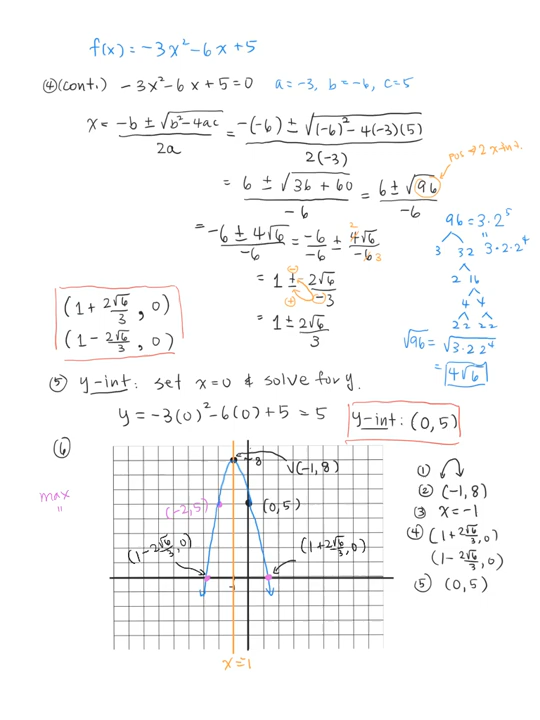 f(x) = -3x² - 6x + 5
④ (cont.) -3x² - 6x + 5 = 0 a = -3, b = -6, c = 5
x = (-b ± √(b² - 4ac))/(2a) = (-(-6) ± √((-6)² - 4(-3)(5)))/(2(-3))
pos → 2 x-int.
= (6 ± √(36 + 60))/(-6) = (6 ± √96)/(-6)
= (-6 ± 4√6)/(-6) = (-6)/(-6) ± (4√6)/(-6) 2 3
= 1 ± (2√6)/(-3) (-) (+)
= 1 ± (2√6)/3
(1 + 2√6/3, 0)
(1 - 2√6/3, 0)
96 = 3·2⁵
"
3 32 3·2·2⁴
2 16
4 4
2 2 2 2
√96 = √(3·2 2⁴)
= 4√6
⑤ y-int: set x=0 & solve for y.
y = -3(0)² - 6(0) + 5 = 5
y-int: (0, 5)
⑥
max
"
8
V(-1, 8)
(-2, 5)
(0, 5)
(1 - 2√6/3, 0)
(1 + 2√6/3, 0)
-1
x = -1
①
② (-1, 8)
③ x = -1
④ (1 + 2√6/3, 0)
(1 - 2√6/3, 0)
⑤ (0, 5)